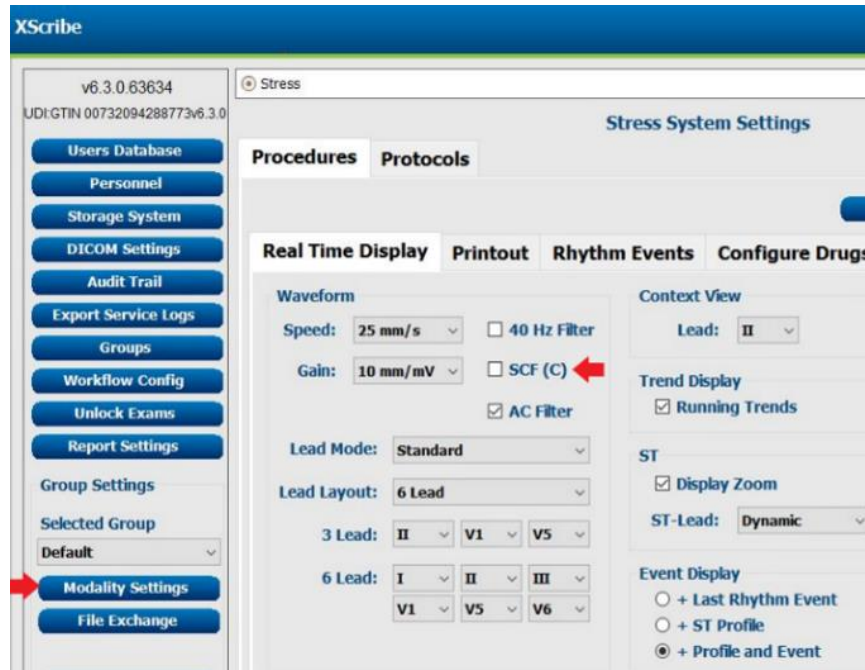 XScribe
v6.3.0.63634
UDI:GTIN 00732094288773v6.3.0
Users Database
Personnel
Storage System
DICOM Settings
Audit Trail
Export Service Logs
Groups
Workflow Config
Unlock Exams
Report Settings
Group Settings
Selected Group
Default
Modality Settings
File Exchange
Stress
Stress System Settings
Procedures Protocols
Real Time Display Printout Rhythm Events Configure Drugs
Waveform
Speed: 25 mm/s 40 Hz Filter
Gain: 10 mm/mV SCF (C)
AC Filter
Lead Mode: Standard
Lead Layout: 6 Lead
3 Lead: II V1 V5
6 Lead: I II III
V1 V5 V6
Context View
Lead: II
Trend Display
Running Trends
ST
Display Zoom
ST-Lead: Dynamic
Event Display
+ Last Rhythm Event
+ ST Profile
+ Profile and Event